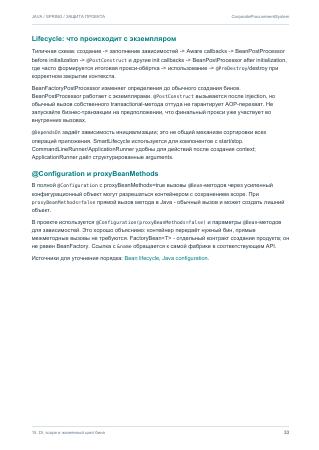 JAVA / SPRING / ЗАЩИТА ПРОЕКТА
CorporateProcurementSystem
Lifecycle: что происходит с экземпляром
Типичная схема: создание -> заполнение зависимостей -> Aware callbacks -> BeanPostProcessor
before initialization -> @PostConstruct и другие init callbacks -> BeanPostProcessor after initialization,
где часто формируется итоговая прокси-обёртка -> использование -> @PreDestroy/destroy при
корректном закрытии контекста.
BeanFactoryPostProcessor изменяет определения до обычного создания бинов.
BeanPostProcessor работает с экземплярами. @PostConstruct вызывается после injection, но
обычный вызов собственного transactional-метода оттуда не гарантирует AOP-перехват. Не
запускайте бизнес-транзакции на предположении, что финальный прокси уже участвует во
внутренних вызовах.
@DependsOn задаёт зависимость инициализации; это не общий механизм сортировки всех
операций приложения. SmartLifecycle используется для компонентов с start/stop.
CommandLineRunner/ApplicationRunner удобны для действия после создания context;
ApplicationRunner даёт структурированные arguments.
@Configuration и proxyBeanMethods
В полной @Configuration с proxyBeanMethods=true вызовы @Bean-методов через усиленный
конфигурационный объект могут разрешаться контейнером с сохранением scope. При
proxyBeanMethods=false прямой вызов метода в Java - обычный вызов и может создать лишний
объект.
В проекте используется @Configuration(proxyBeanMethods=false) и параметры @Bean-методов
для зависимостей. Это хорошо объяснимо: контейнер передаёт нужный бин, прямые
межметодные вызовы не требуются. FactoryBean<T> - отдельный контракт создания продукта; он
не равен BeanFactory. Ссылка с &name обращается к самой фабрике в соответствующем API.
Источники для уточнения порядка: Bean lifecycle, Java configuration.
18. DI, scope и жизненный цикл бина
33